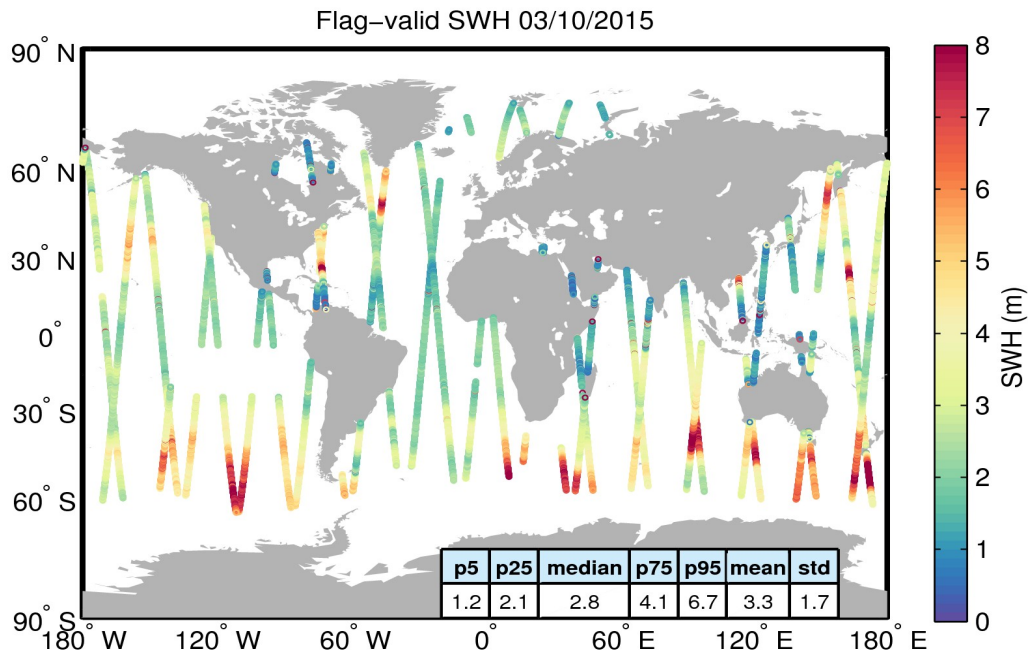 Flag−valid SWH 03/10/2015
90° N
60° N
30° N
0°
30° S
60° S
90° S
180° W 120° W 60° W 0° 60° E 120° E 180° E
p5 p25 median p75 p95 mean std
1.2 2.1 2.8 4.1 6.7 3.3 1.7
8
7
6
5
4
3
2
1
0
SWH (m)